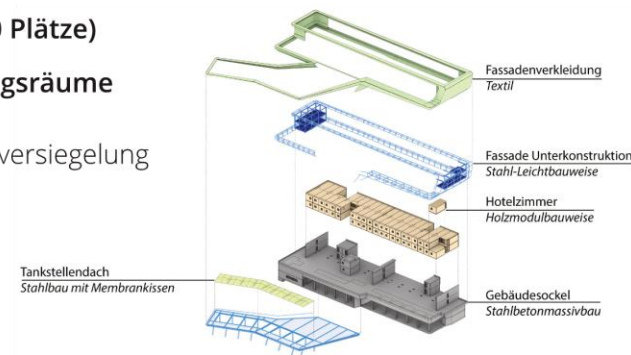 Plätze)
gsräume
versiegelung
Fassadenverkleidung
Textil
Fassade Unterkonstruktion
Stahl-Leichtbauweise
Hotelzimmer
Holzmodulbauweise
Tankstellendach
Stahlbau mit Membrankissen
Gebäudesockel
Stahlbetonmassivbau